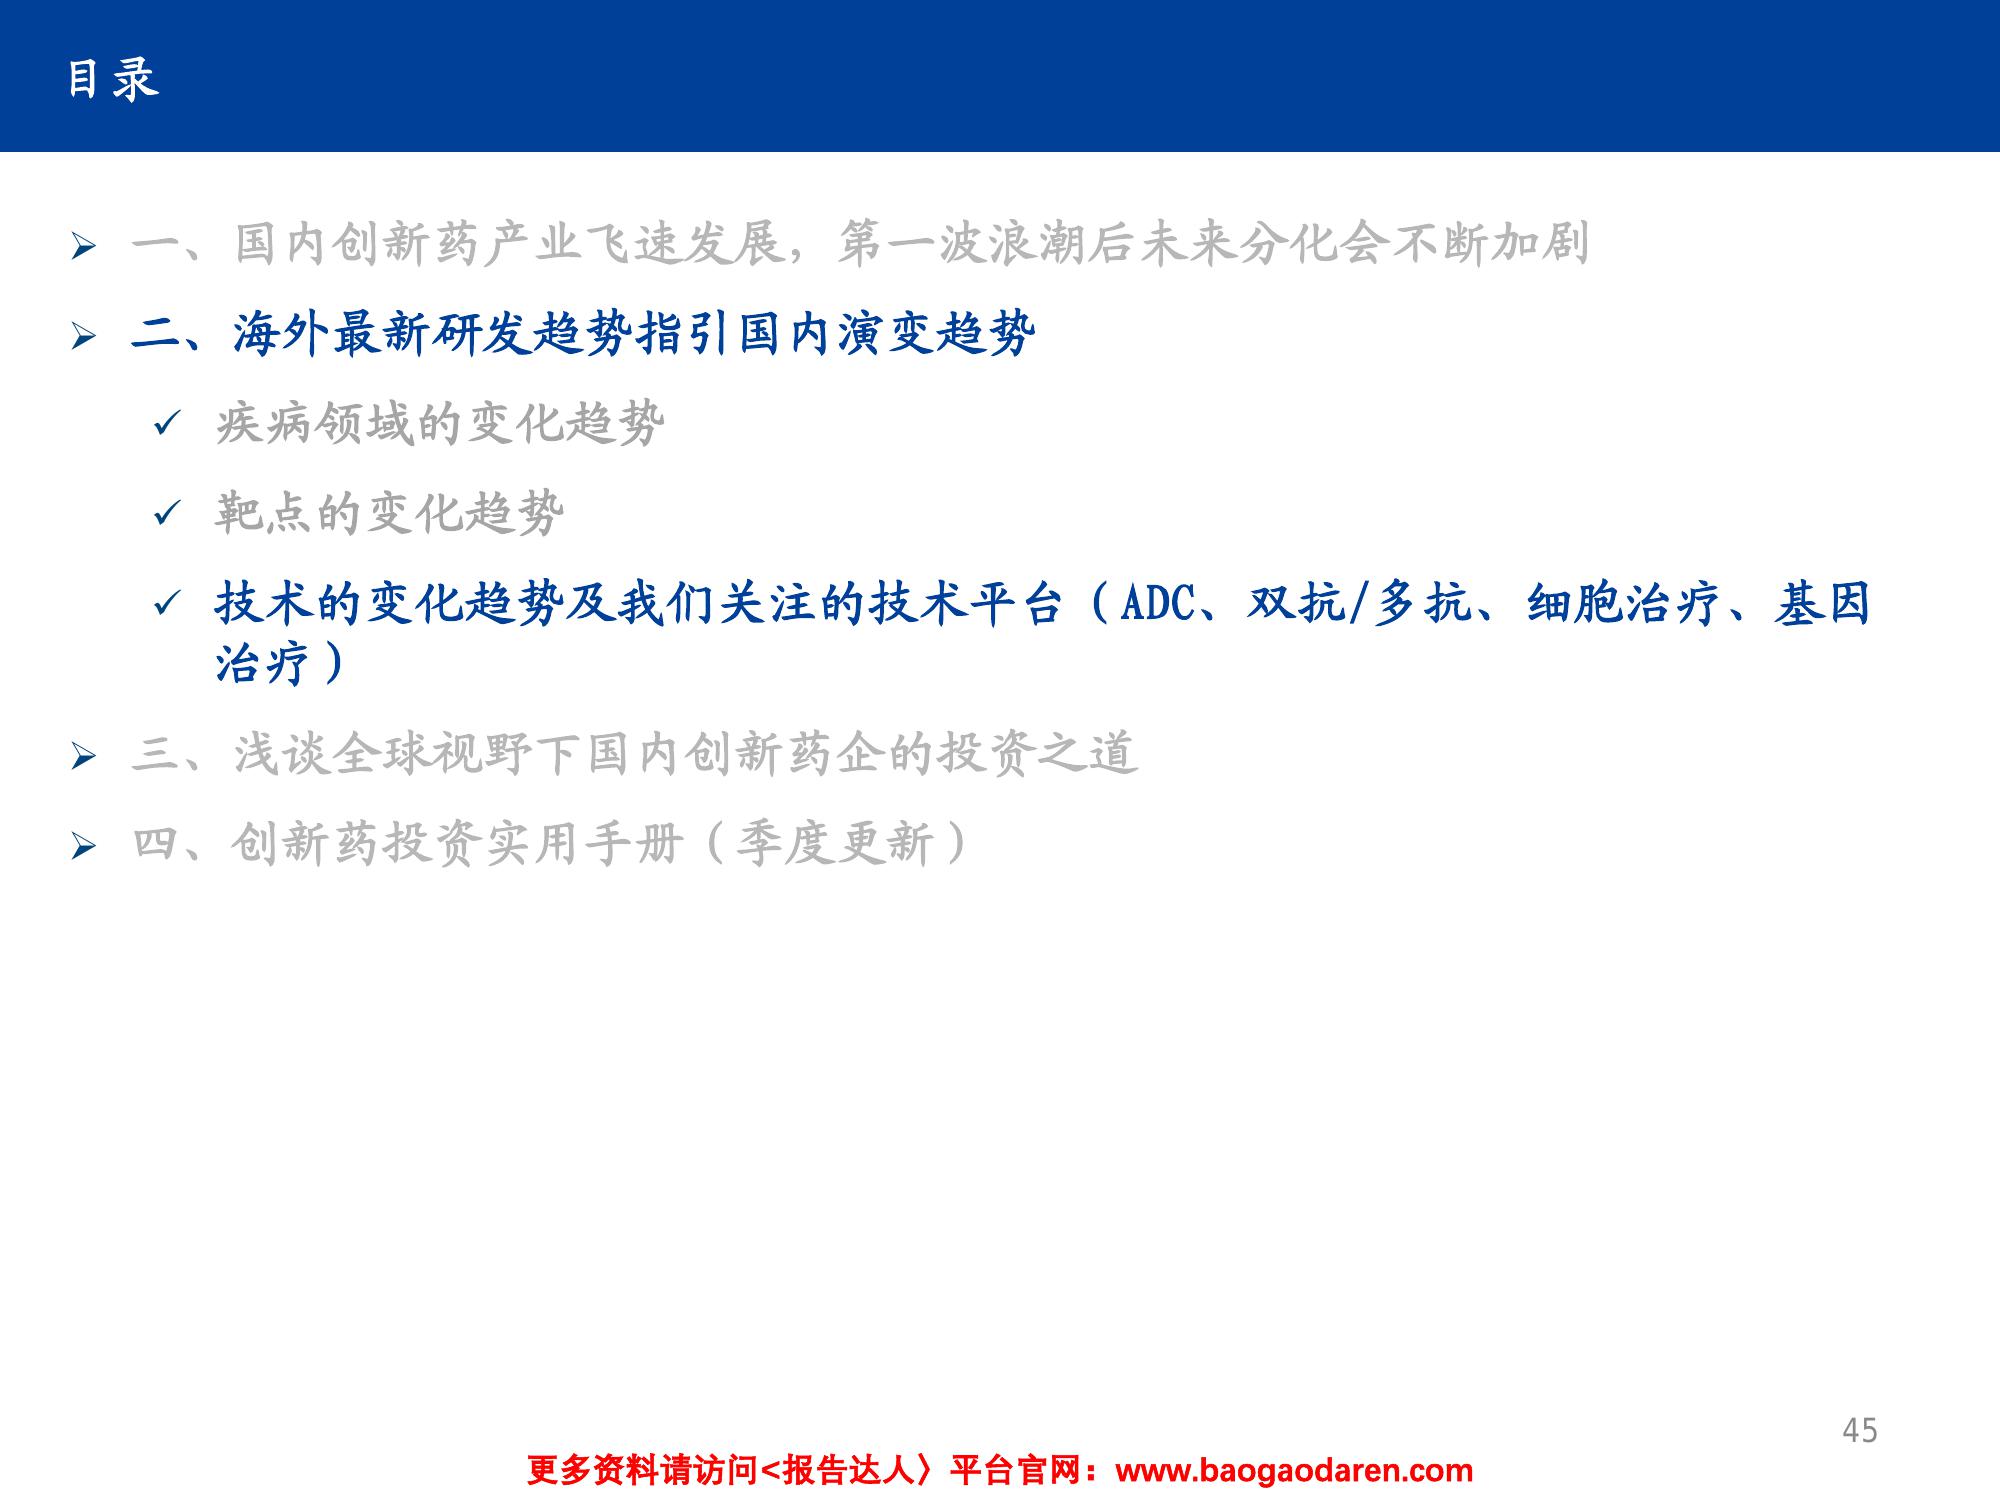 目录
一、国内创新药产业飞速发展，第一波浪潮后未来分化会不断加剧
二、海外最新研发趋势指引国内演变趋势
疾病领域的变化趋势
靶点的变化趋势
技术的变化趋势及我们关注的技术平台（ADC、双抗/多抗、细胞治疗、基因
治疗）
三、浅谈全球视野下国内创新药企的投资之道
四、创新药投资实用手册（季度更新）
45
更多资料请访问<报告达人〉平台官网：www.baogaodaren.com